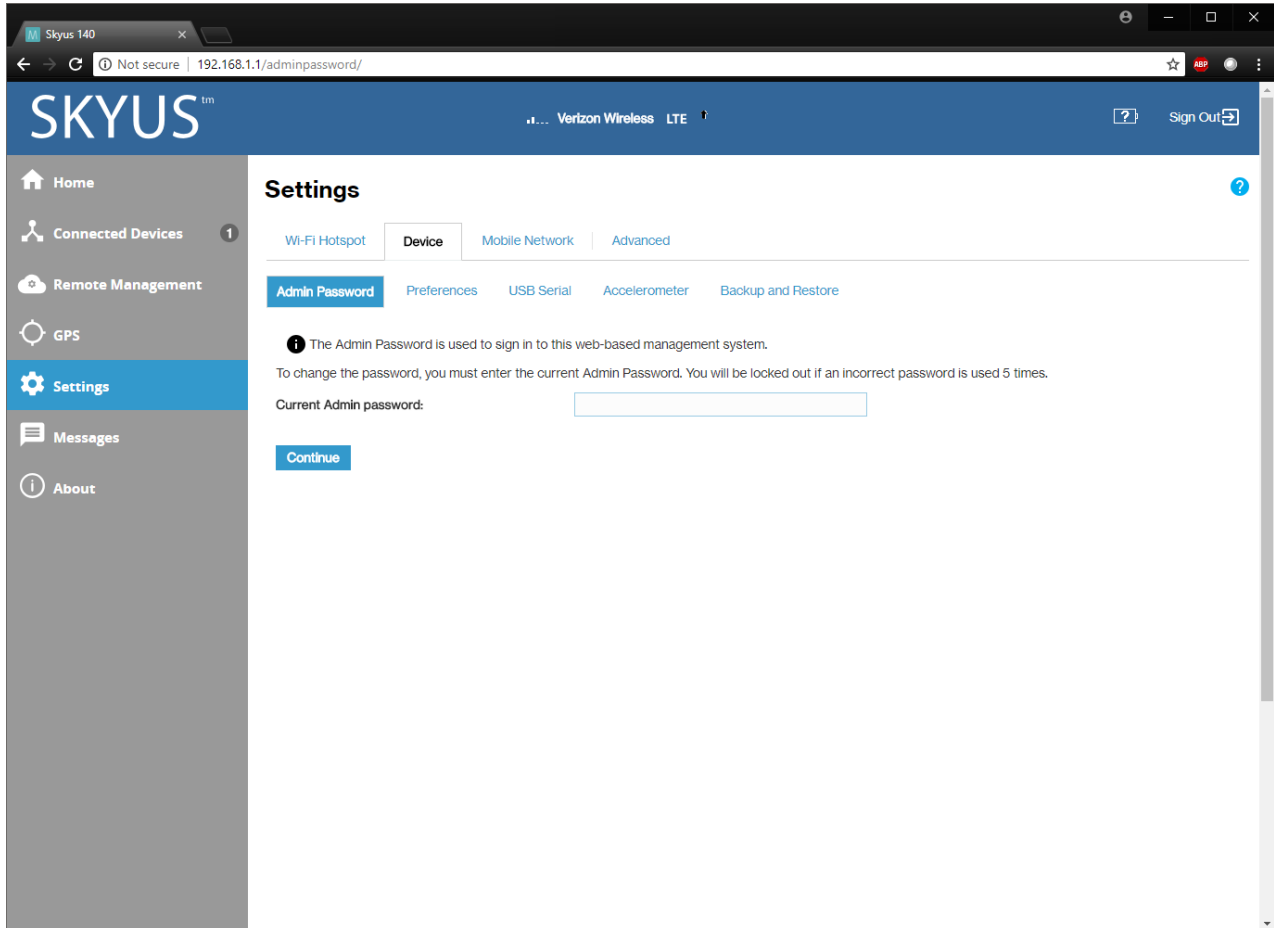 Skyus 140
Not secure | 192.168.1.1/adminpassword/
ABP
SKYUS™
Verizon Wireless LTE
?
Sign Out
Home
Connected Devices 1
Remote Management
GPS
Settings
Messages
About
Settings
?
Wi-Fi Hotspot Device Mobile Network Advanced
Admin Password Preferences USB Serial Accelerometer Backup and Restore
The Admin Password is used to sign in to this web-based management system.
To change the password, you must enter the current Admin Password. You will be locked out if an incorrect password is used 5 times.
Current Admin password:
Continue